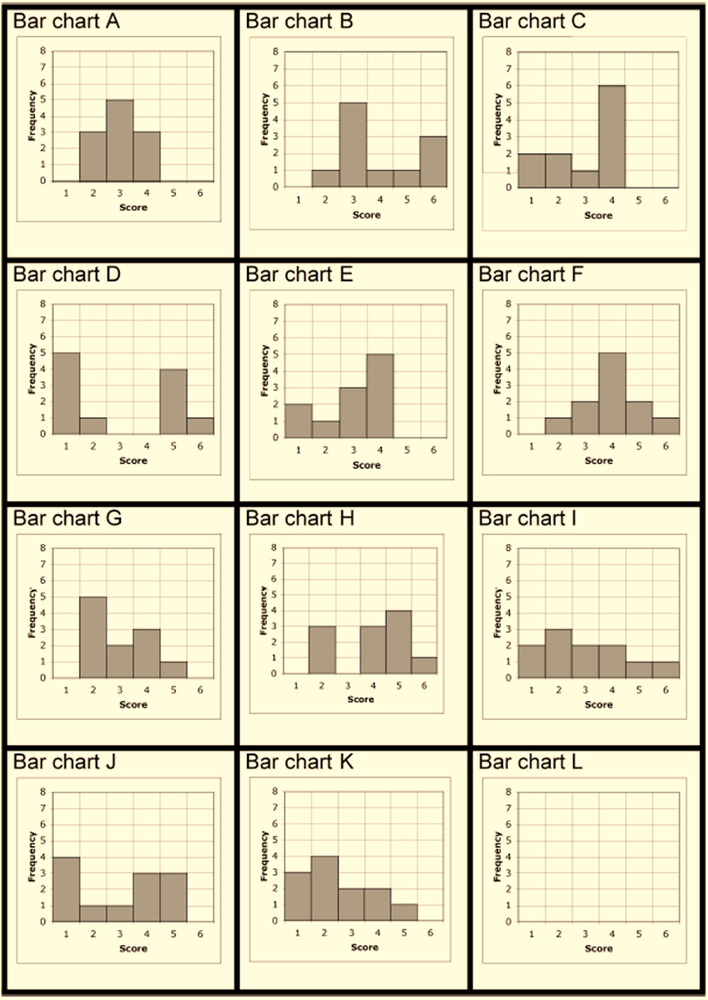 Bar chart A
Bar chart B
Bar chart C
8
7
6
5
4
3
2
1
0
Frequency
1 2 3 4 5 6
Score
8
7
6
5
4
3
2
1
0
Frequency
1 2 3 4 5 6
Score
8
7
6
5
4
3
2
1
0
Frequency
1 2 3 4 5 6
Score
Bar chart D
Bar chart E
Bar chart F
8
7
6
5
4
3
2
1
0
Frequency
1 2 3 4 5 6
Score
8
7
6
5
4
3
2
1
0
Frequency
1 2 3 4 5 6
Score
8
7
6
5
4
3
2
1
0
Frequency
1 2 3 4 5 6
Score
Bar chart G
Bar chart H
Bar chart I
8
7
6
5
4
3
2
1
0
Frequency
1 2 3 4 5 6
Score
8
7
6
5
4
3
2
1
0
Frequency
1 2 3 4 5 6
Score
8
7
6
5
4
3
2
1
0
Frequency
1 2 3 4 5 6
Score
Bar chart J
Bar chart K
Bar chart L
8
7
6
5
4
3
2
1
0
Frequency
1 2 3 4 5 6
Score
8
7
6
5
4
3
2
1
0
Frequency
1 2 3 4 5 6
Score
8
7
6
5
4
3
2
1
0
Frequency
1 2 3 4 5 6
Score